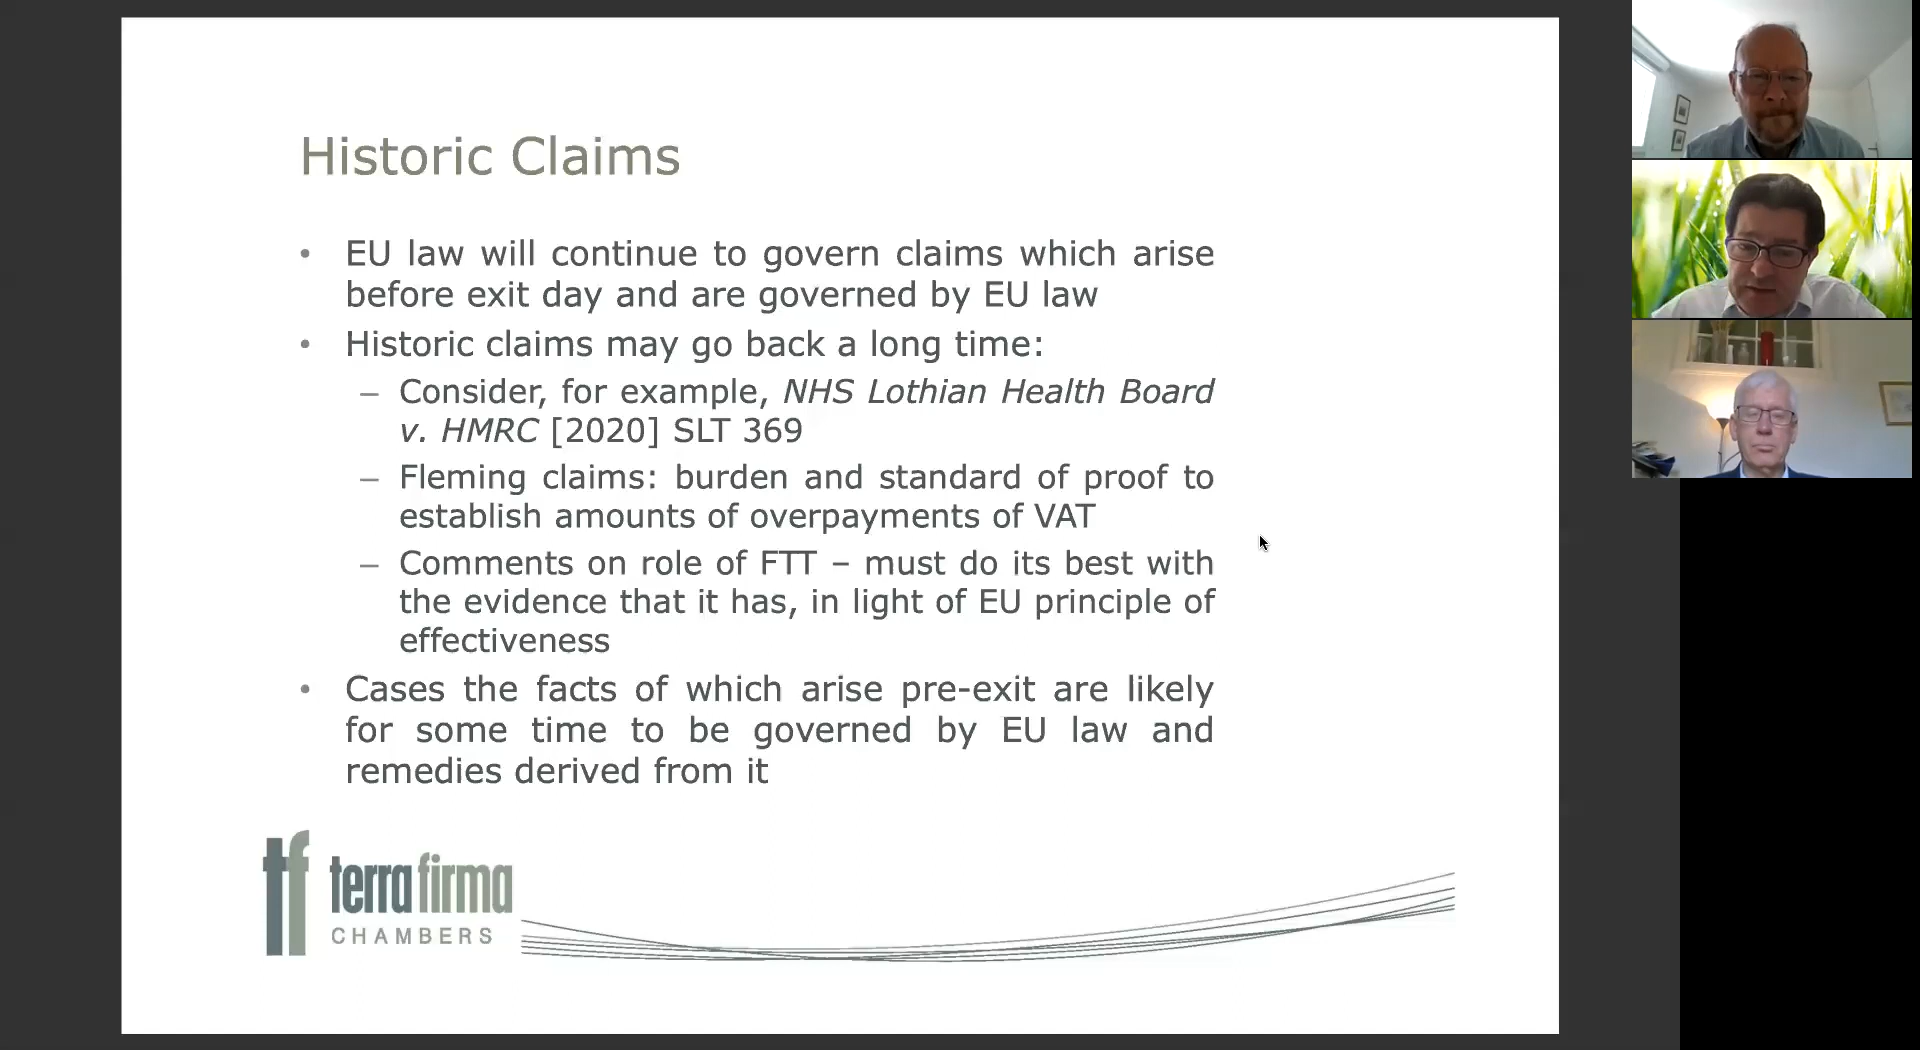 Historic Claims
• EU law will continue to govern claims which arise
before exit day and are governed by EU law
• Historic claims may go back a long time:
– Consider, for example, NHS Lothian Health Board
v. HMRC [2020] SLT 369
– Fleming claims: burden and standard of proof to
establish amounts of overpayments of VAT
– Comments on role of FTT – must do its best with
the evidence that it has, in light of EU principle of
effectiveness
• Cases the facts of which arise pre-exit are likely
for some time to be governed by EU law and
remedies derived from it
tf terra firma
CHAMBERS